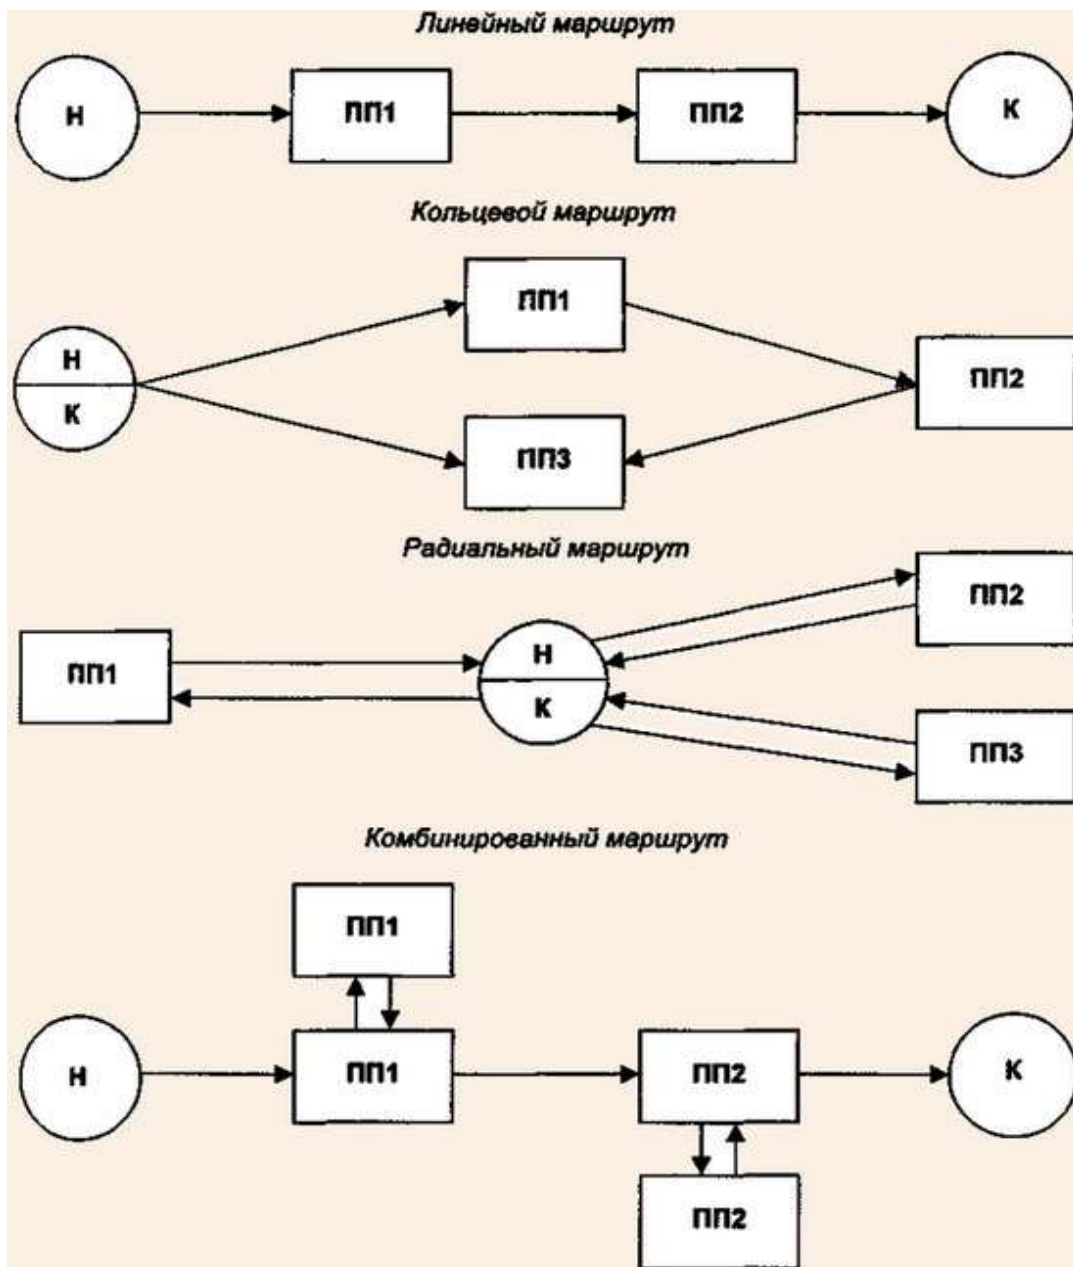 Линейный маршрут
Н ПП1 ПП2 К
Кольцевой маршрут
ПП1
Н
К
ПП2
ПП3
Радиальный маршрут
ПП2
ПП1
Н
К
ПП3
Комбинированный маршрут
ПП1
Н ПП1 ПП2 К
ПП2